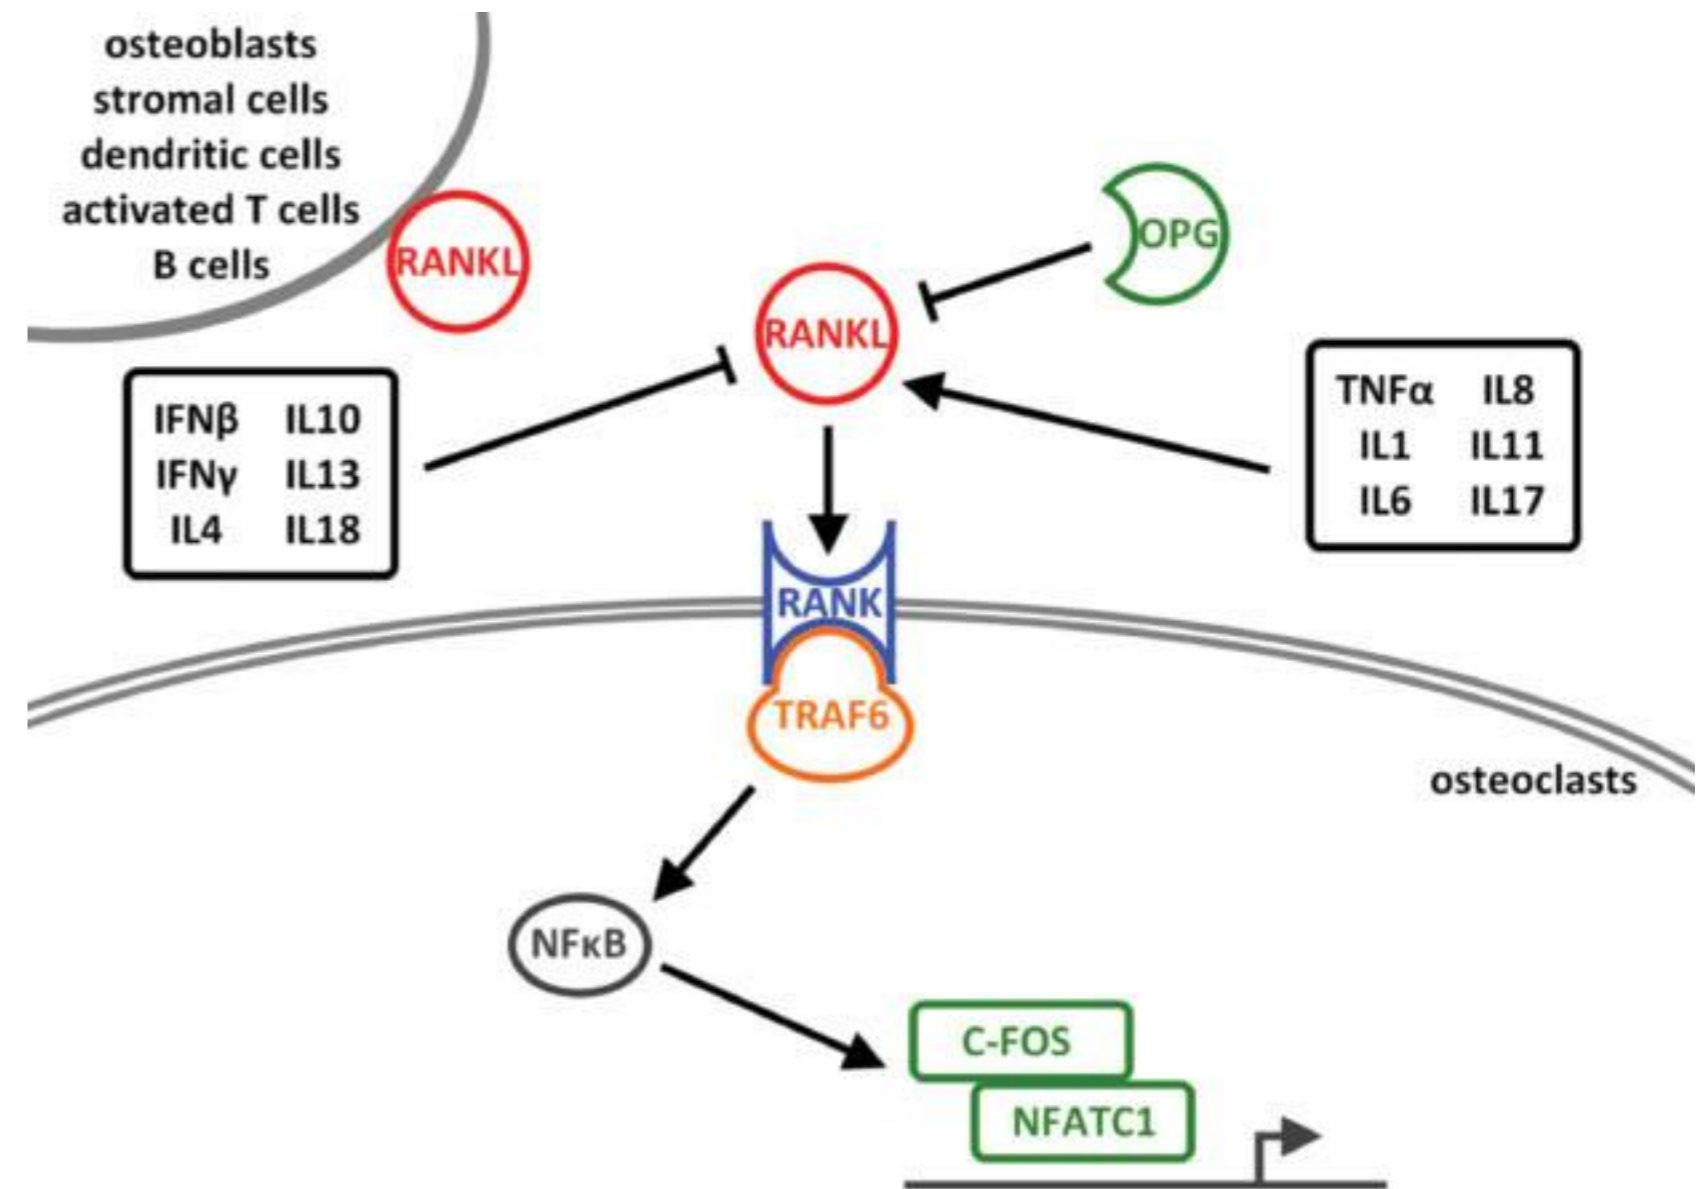 osteoblasts
stromal cells
dendritic cells
activated T cells
B cells
RANKL
OPG
RANKL
IFNβ IL10
IFNγ IL13
IL4 IL18
TNFα IL8
IL1 IL11
IL6 IL17
RANK
TRAF6
osteoclasts
NFκB
C-FOS
NFATC1